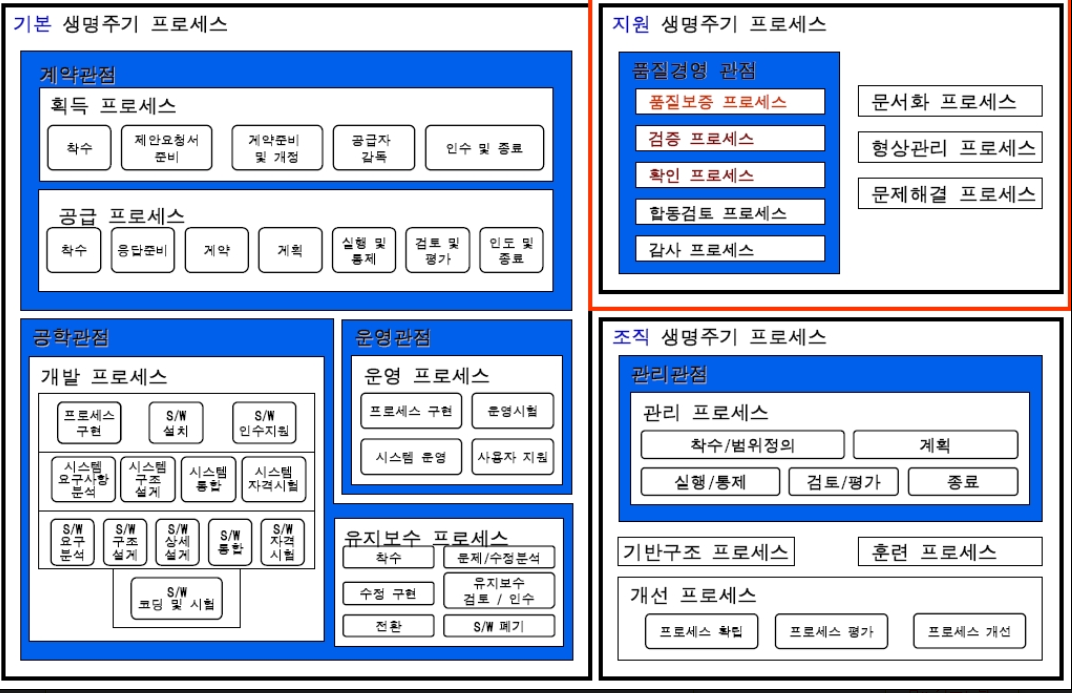 기본 생명주기 프로세스
계약관점
획득 프로세스
착수
제안요청서
준비
계약준비
및 개정
공급자
감독
인수 및 종료
공급 프로세스
착수
응답준비
계약
계획
실행 및
통제
검토 및
평가
인도 및
종료
공학관점
개발 프로세스
프로세스
구현
S/W
설치
S/W
인수지원
시스템
요구사항
분석
시스템
구조
설계
시스템
통합
시스템
자격시험
S/W
요구
분석
S/W
구조
설계
S/W
상세
설계
S/W
통합
S/W
자격
시험
S/W
코딩 및 시험
운영관점
운영 프로세스
프로세스 구현
운영시험
시스템 운영
사용자 지원
유지보수 프로세스
착수
문제/수정분석
수정 구현
유지보수
검토 / 인수
전환
S/W 폐기
지원 생명주기 프로세스
품질경영 관점
품질보증 프로세스
검증 프로세스
확인 프로세스
합동검토 프로세스
감사 프로세스
문서화 프로세스
형상관리 프로세스
문제해결 프로세스
조직 생명주기 프로세스
관리관점
관리 프로세스
착수/범위정의
계획
실행/통제
검토/평가
종료
기반구조 프로세스
훈련 프로세스
개선 프로세스
프로세스 확립
프로세스 평가
프로세스 개선